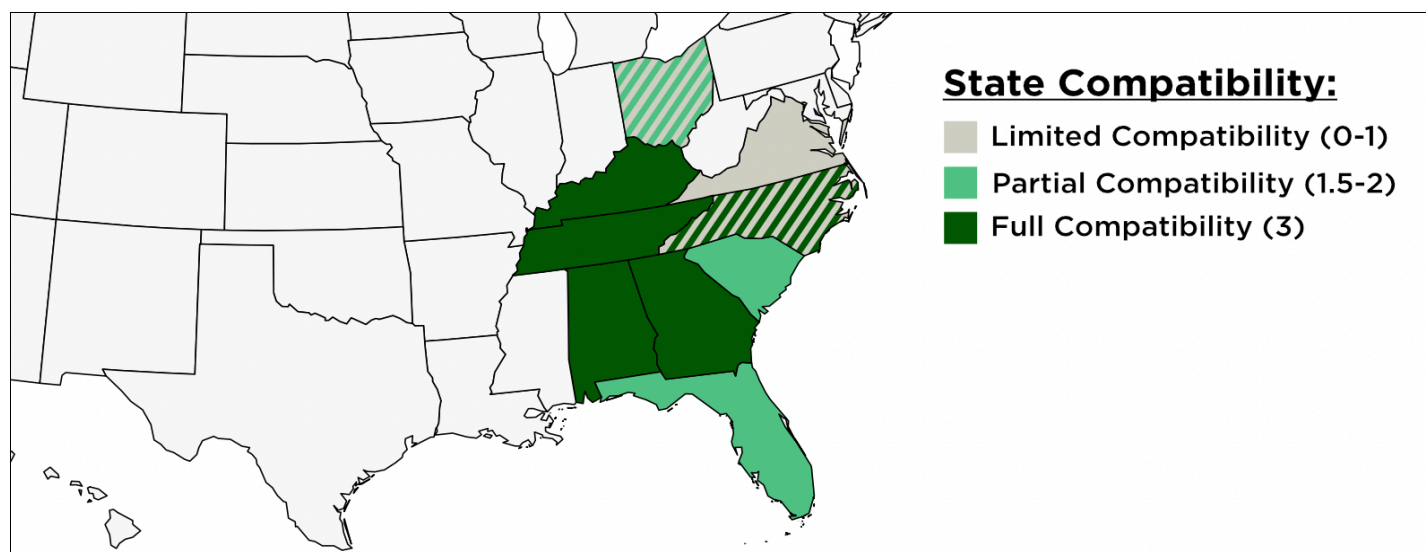 State Compatibility:
Limited Compatibility (0-1)
Partial Compatibility (1.5-2)
Full Compatibility (3)